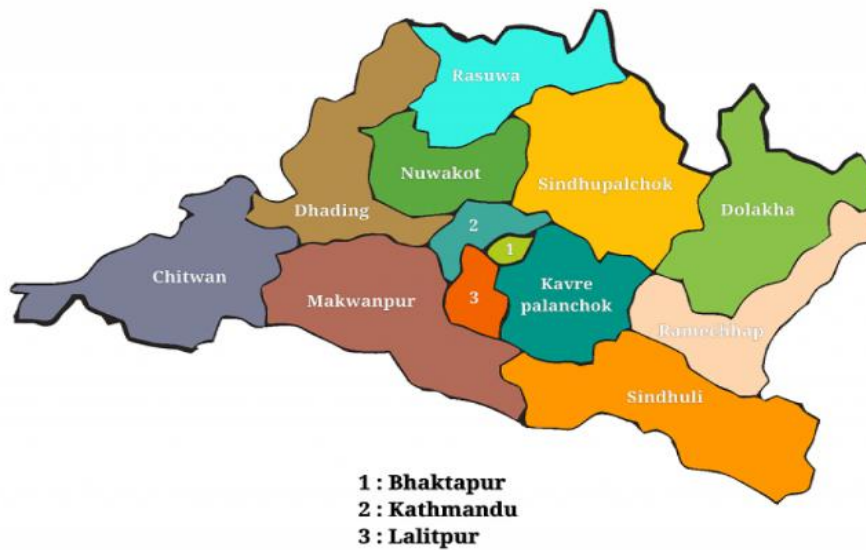 Rasuwa
Nuwakot
Sindhupalchok
Dhading
Dolakha
2
1
Chitwan
Makwanpur
3
Kavre
palanchok
Ramechhap
Sindhuli
1 : Bhaktapur
2 : Kathmandu
3 : Lalitpur